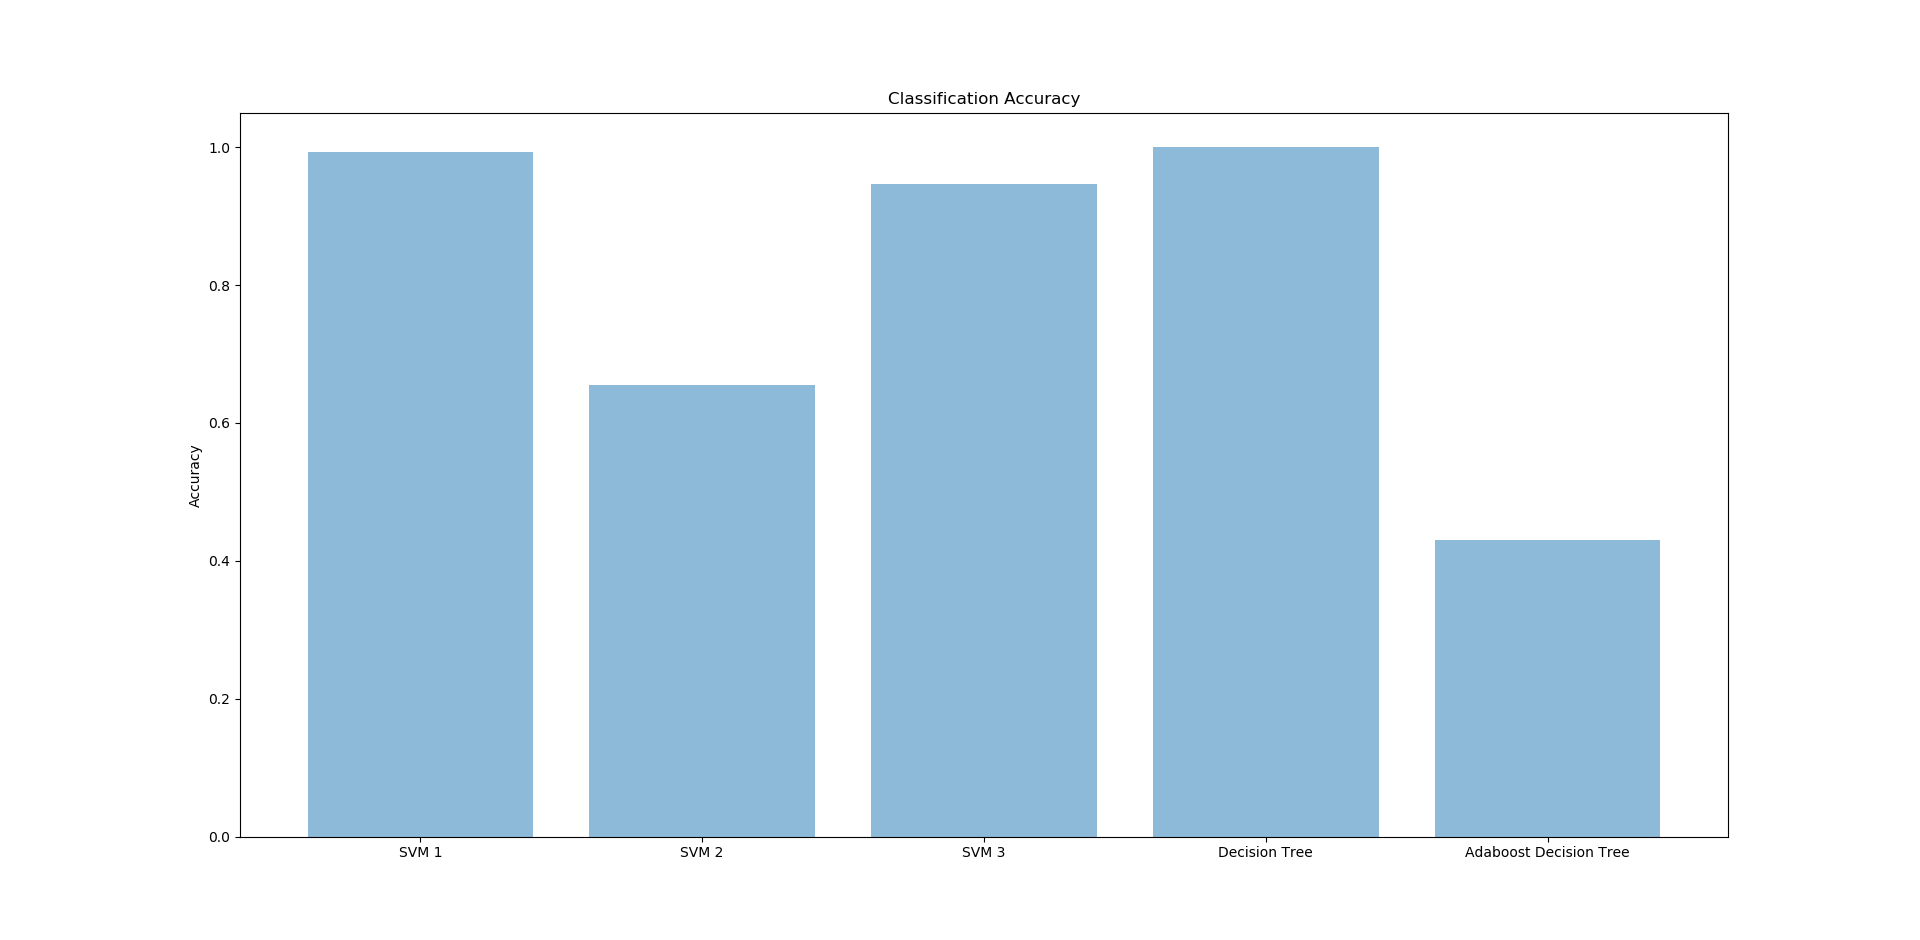 Classification Accuracy
1.0
0.8
0.6
0.4
0.2
0.0
Accuracy
SVM 1
SVM 2
SVM 3
Decision Tree
Adaboost Decision Tree